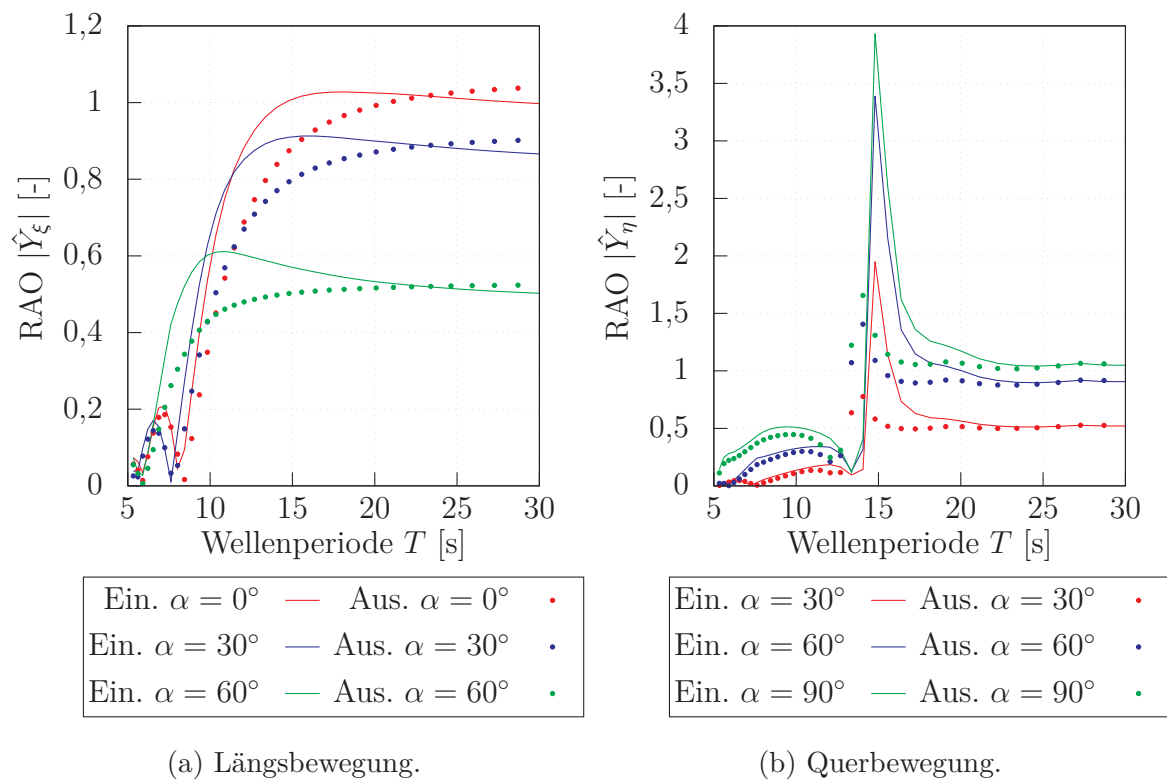 RAO |Ŷξ| [-]
1,2
1
0,8
0,6
0,4
0,2
0
5 10 15 20 25 30
Wellenperiode T [s]
Ein. α = 0° Aus. α = 0°
Ein. α = 30° Aus. α = 30°
Ein. α = 60° Aus. α = 60°
(a) Längsbewegung.
RAO |Ŷη| [-]
4
3,5
3
2,5
2
1,5
1
0,5
0
5 10 15 20 25 30
Wellenperiode T [s]
Ein. α = 30° Aus. α = 30°
Ein. α = 60° Aus. α = 60°
Ein. α = 90° Aus. α = 90°
(b) Querbewegung.